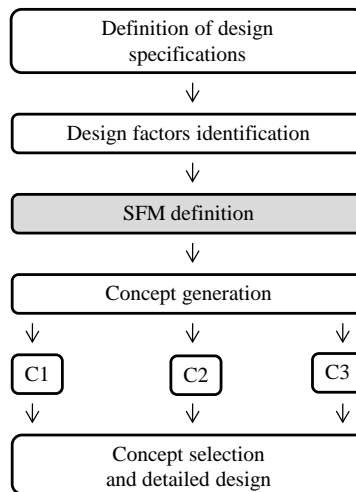 Definition of design
specifications
Design factors identification
SFM definition
Concept generation
C1
C2
C3
Concept selection
and detailed design